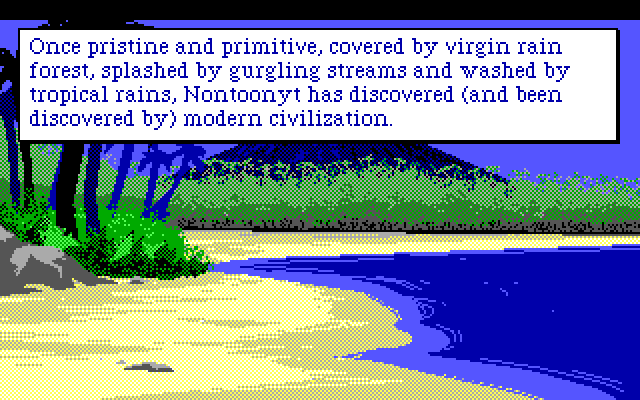 Once pristine and primitive, covered by virgin rain
forest, splashed by gurgling streams and washed by
tropical rains, Nontoonyt has discovered (and been
discovered by) modern civilization.